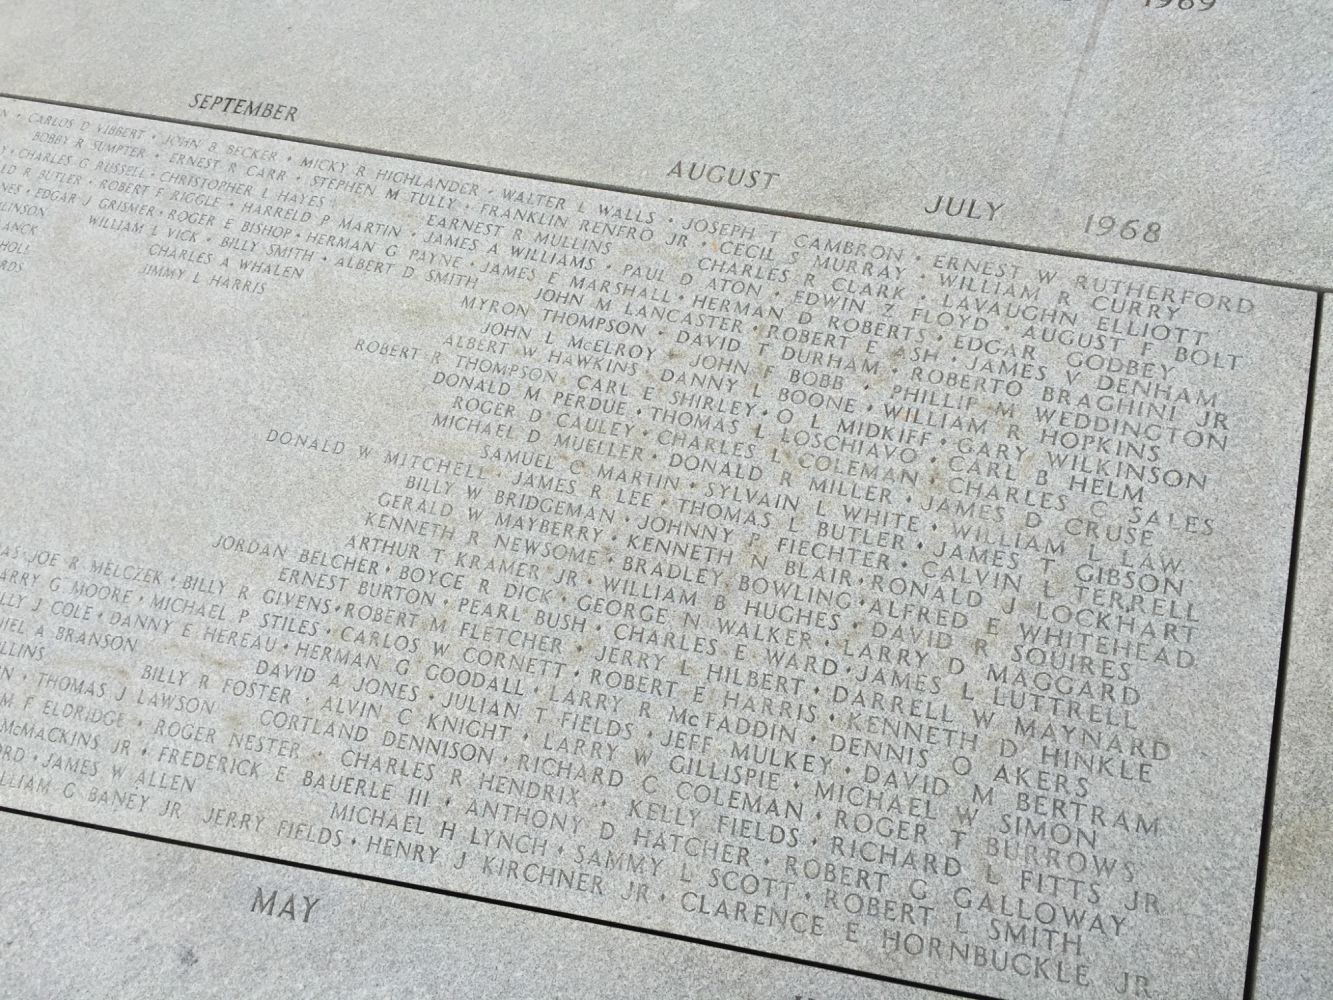 1969
SEPTEMBER AUGUST JULY 1968
CARLOS D VIBBERT · JOHN B BECKER · MICKY R HIGHLANDER · WALTER L WALLS · JOSEPH T CAMBRON · ERNEST W RUTHERFORD
BOBBY R SUMPTER · ERNEST R CARR · STEPHEN M TULLY · FRANKLIN RENFRO JR · CECIL S MURRAY · WILLIAM R CURRY
CHARLES G RUSSELL · CHRISTOPHER L HAYES EARNEST R MULLINS CHARLES R CLARK · LAVAUGHN ELLIOTT
R BUTLER · ROBERT F RIGGLE · HARRELD P MARTIN · JAMES A WILLIAMS · PAUL D ATON · EDWIN Z FLOYD · AUGUST F BOLT
EDGAR J GRISMER · ROGER E BISHOP · HERMAN G PAYNE · JAMES E MARSHALL · HERMAN D ROBERTS · EDGAR GODBEY
WILLIAM L VICK · BILLY SMITH · ALBERT D SMITH JOHN M LANCASTER · ROBERT E ASH · JAMES V DENHAM
CHARLES A WHALEN MYRON THOMPSON · DAVID T DURHAM · ROBERTO BRAGHINI JR
JIMMY L HARRIS JOHN L McELROY · JOHN F BOBB · PHILLIP M WEDDINGTON
ALBERT W HAWKINS DANNY L BOONE · WILLIAM R HOPKINS
ROBERT R THOMPSON CARL E SHIRLEY · O L MIDKIFF · GARY WILKINSON
DONALD M PERDUE · THOMAS L LOSCHIAVO · CARL B HELM
ROGER D CAULEY · CHARLES L COLEMAN · CHARLES C SALES
MICHAEL D MUELLER · DONALD R MILLER · JAMES D CRUSE
SAMUEL C MARTIN · SYLVAIN L WHITE · WILLIAM L LAW
DONALD W MITCHELL · JAMES R LEE · THOMAS L BUTLER · JAMES T GIBSON
BILLY W BRIDGEMAN · JOHNNY P FIECHTER · CALVIN L TERRELL
GERALD W MAYBERRY · KENNETH N BLAIR · RONALD J LOCKHART
KENNETH R NEWSOME · BRADLEY BOWLING · ALFRED E WHITEHEAD
ARTHUR T KRAMER JR · WILLIAM B HUGHES · DAVID R SQUIRES
JORDAN BELCHER · BOYCE R DICK · GEORGE N WALKER · LARRY D MAGGARD
ERNEST BURTON · PEARL BUSH · CHARLES E WARD · JAMES L LUTTRELL
JOE R MELCZEK · BILLY R GIVENS · ROBERT M FLETCHER · JERRY L HILBERT · DARRELL W MAYNARD
G MOORE · MICHAEL P STILES · CARLOS W CORNETT · ROBERT E HARRIS · KENNETH D HINKLE
J COLE · DANNY E HEREAU · HERMAN G GOODALL · LARRY R McFADDIN · DENNIS O AKERS
A BRANSON DAVID A JONES · JULIAN T FIELDS · JEFF MULKEY · DAVID M BERTRAM
BILLY R FOSTER · ALVIN C KNIGHT · LARRY W GILLISPIE · MICHAEL W SIMON
THOMAS J LAWSON CORTLAND DENNISON · RICHARD C COLEMAN · ROGER T BURROWS
F ELDRIDGE · ROGER NESTER · CHARLES R HENDRIX · KELLY FIELDS · RICHARD L FITTS JR
McMACKINS JR · FREDERICK E BAUERLE III · ANTHONY D HATCHER · ROBERT G GALLOWAY
JAMES W ALLEN MICHAEL H LYNCH · SAMMY L SCOTT · ROBERT L SMITH
G BANEY JR JERRY FIELDS · HENRY J KIRCHNER JR · CLARENCE E HORNBUCKLE JR
MAY